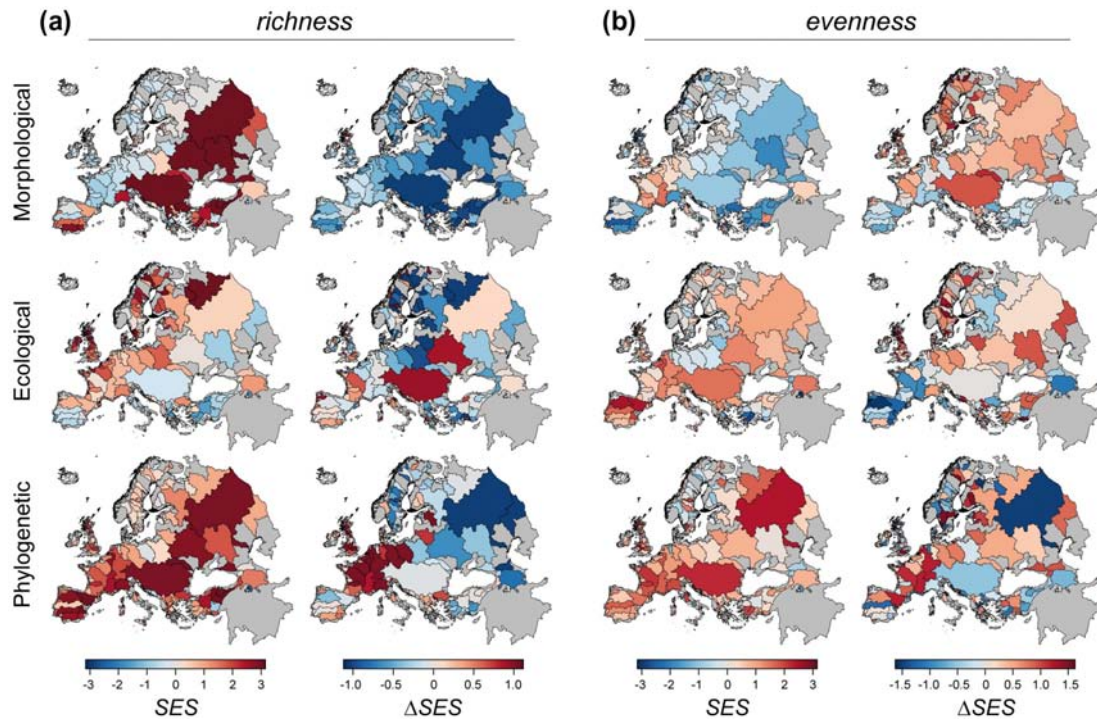 (a) richness
(b) evenness
Morphological
Ecological
Phylogenetic
-3 -2 -1 0 1 2 3
SES
-1.0 -0.5 0 0.5 1.0
ΔSES
-3 -2 -1 0 1 2 3
SES
-1.5 -1.0 -0.5 0 0.5 1.0 1.5
ΔSES